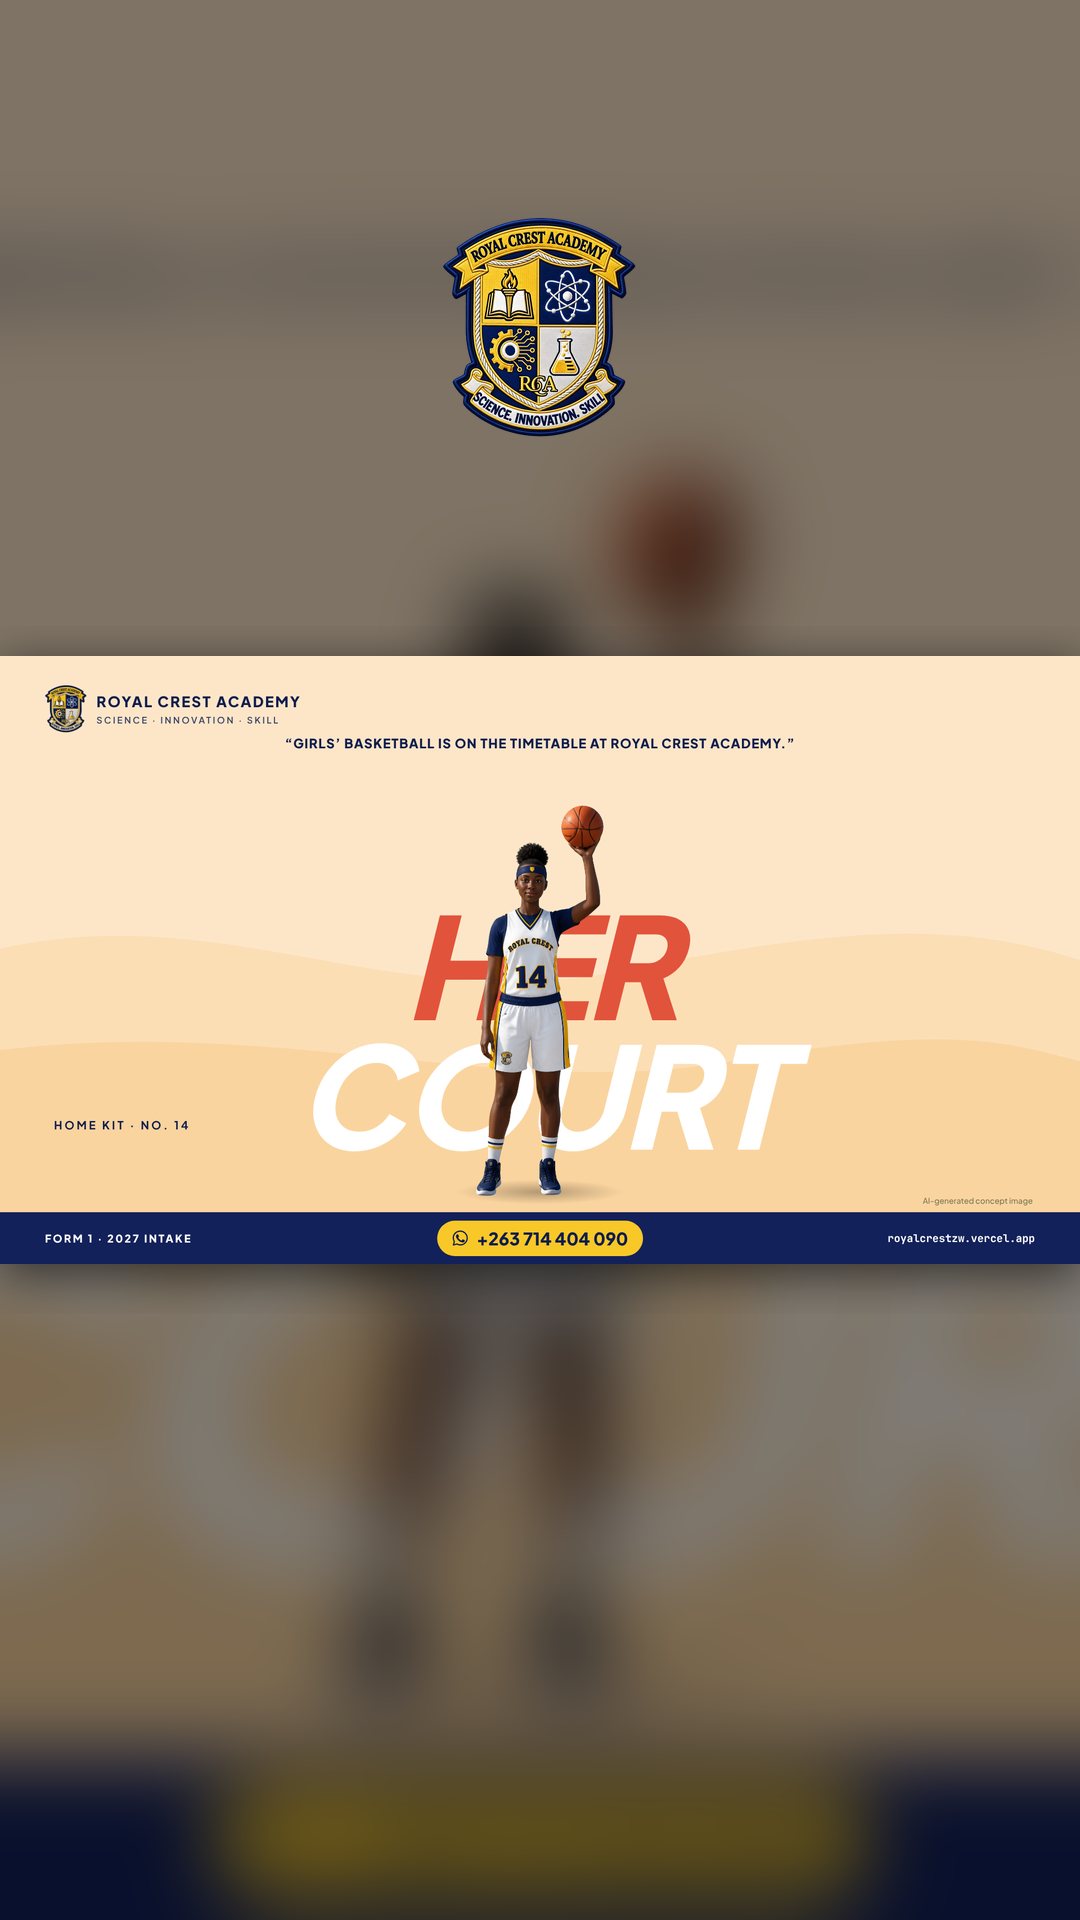 ROYAL CREST ACADEMY
RCA
SCIENCE. INNOVATION. SKILL
ROYAL CREST ACADEMY
SCIENCE · INNOVATION · SKILL
“GIRLS’ BASKETBALL IS ON THE TIMETABLE AT ROYAL CREST ACADEMY.”
HER
ROYAL CREST
14
COURT
HOME KIT · NO. 14
AI-generated concept image
FORM 1 · 2027 INTAKE
+263 714 404 090
royalcrestzw.vercel.app